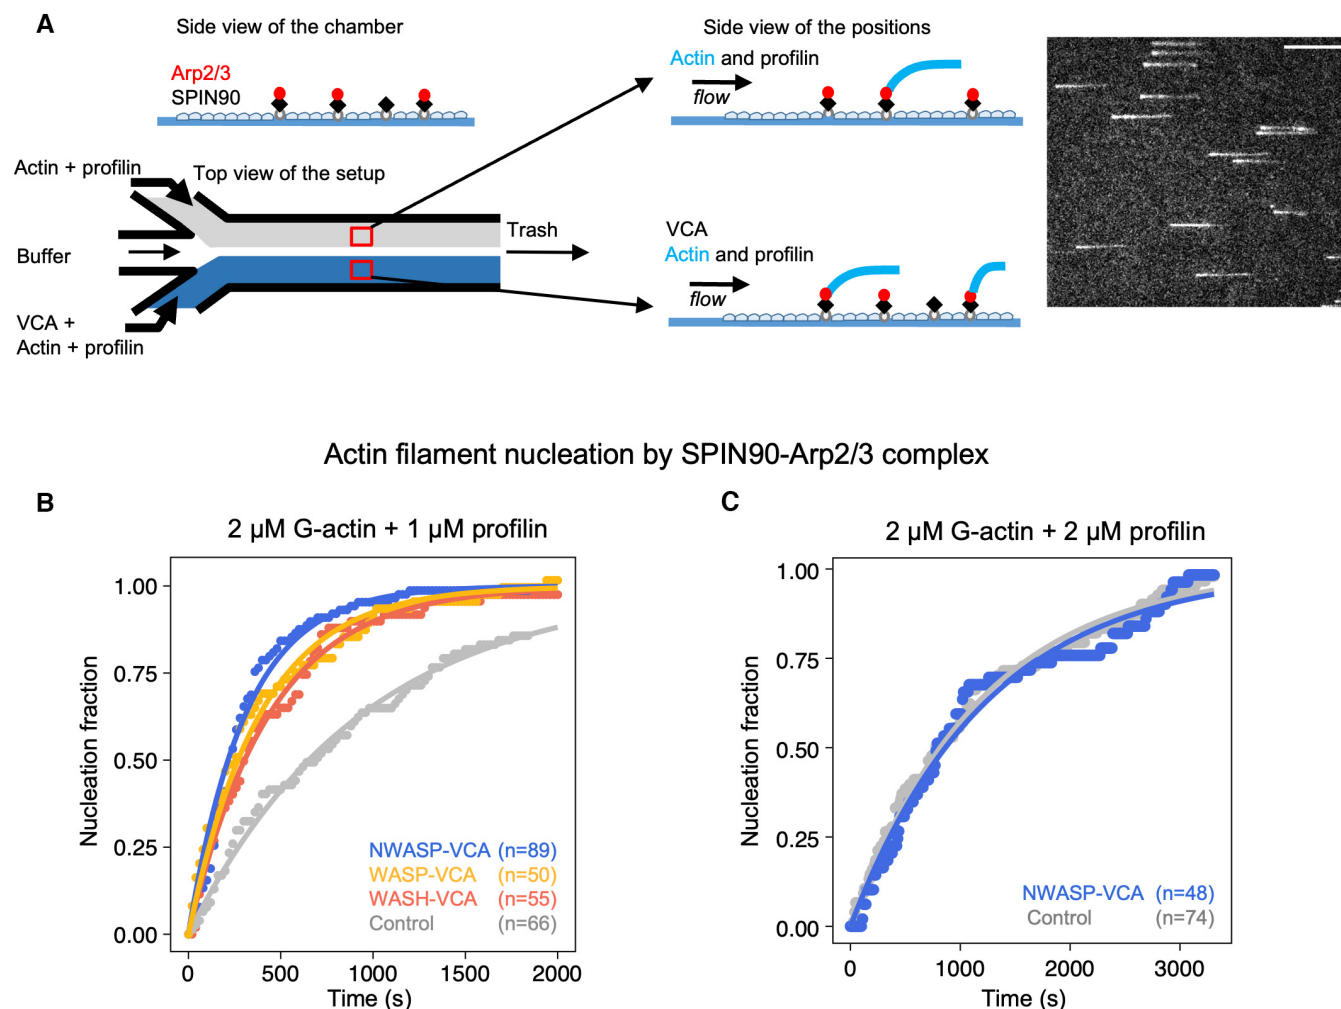 A
Side view of the chamber
Arp2/3
SPIN90
Side view of the positions
Actin and profilin
flow
Actin + profilin
Top view of the setup
Buffer
Trash
VCA +
Actin + profilin
VCA
Actin and profilin
flow
Actin filament nucleation by SPIN90-Arp2/3 complex
B
2 µM G-actin + 1 µM profilin
Nucleation fraction
1.00
0.75
0.50
0.25
0.00
NWASP-VCA (n=89)
WASP-VCA (n=50)
WASH-VCA (n=55)
Control (n=66)
0 500 1000 1500 2000
Time (s)
C
2 µM G-actin + 2 µM profilin
Nucleation fraction
1.00
0.75
0.50
0.25
0.00
NWASP-VCA (n=48)
Control (n=74)
0 1000 2000 3000
Time (s)